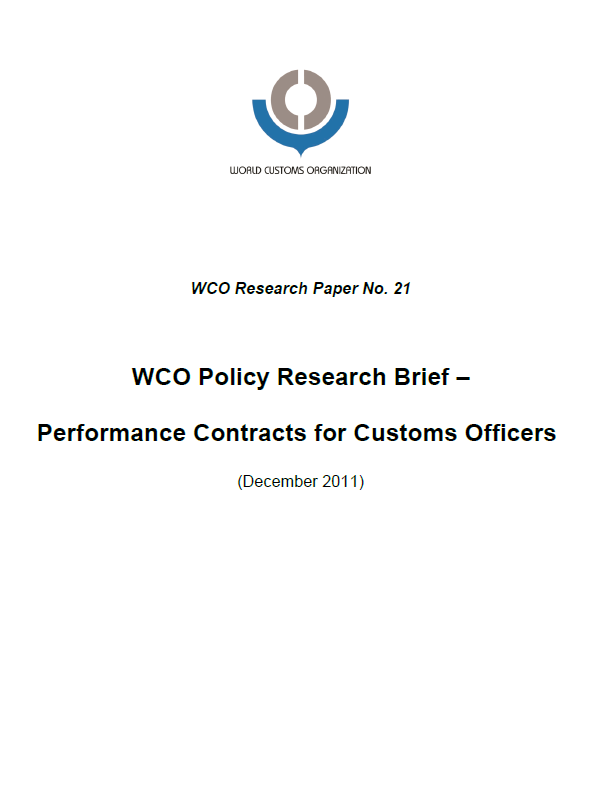 WORLD CUSTOMS ORGANIZATION
WCO Research Paper No. 21
WCO Policy Research Brief –
Performance Contracts for Customs Officers
(December 2011)